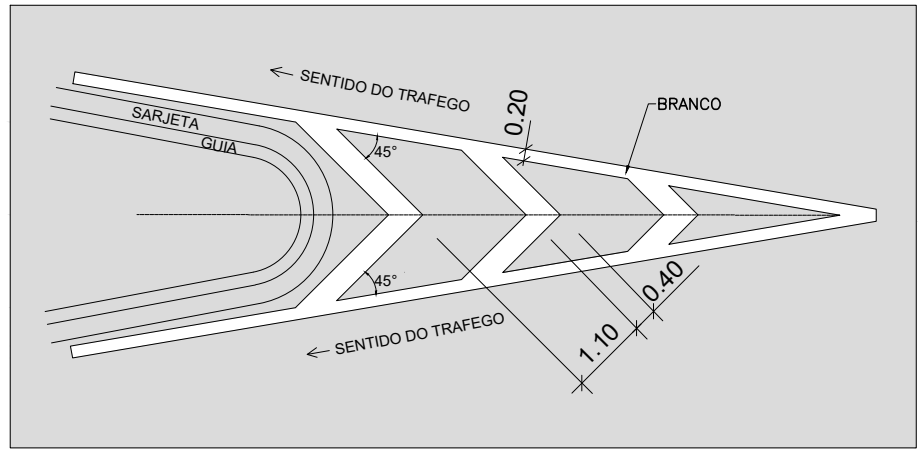 ← SENTIDO DO TRAFEGO
0.20
BRANCO
SARJETA
GUIA
45°
45°
0.40
← SENTIDO DO TRAFEGO
1.10